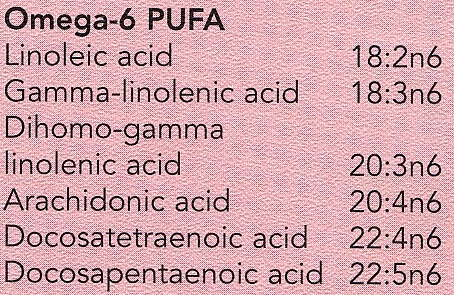 Omega-6 PUFA
Linoleic acid 18:2n6
Gamma-linolenic acid 18:3n6
Dihomo-gamma
linolenic acid 20:3n6
Arachidonic acid 20:4n6
Docosatetraenoic acid 22:4n6
Docosapentaenoic acid 22:5n6